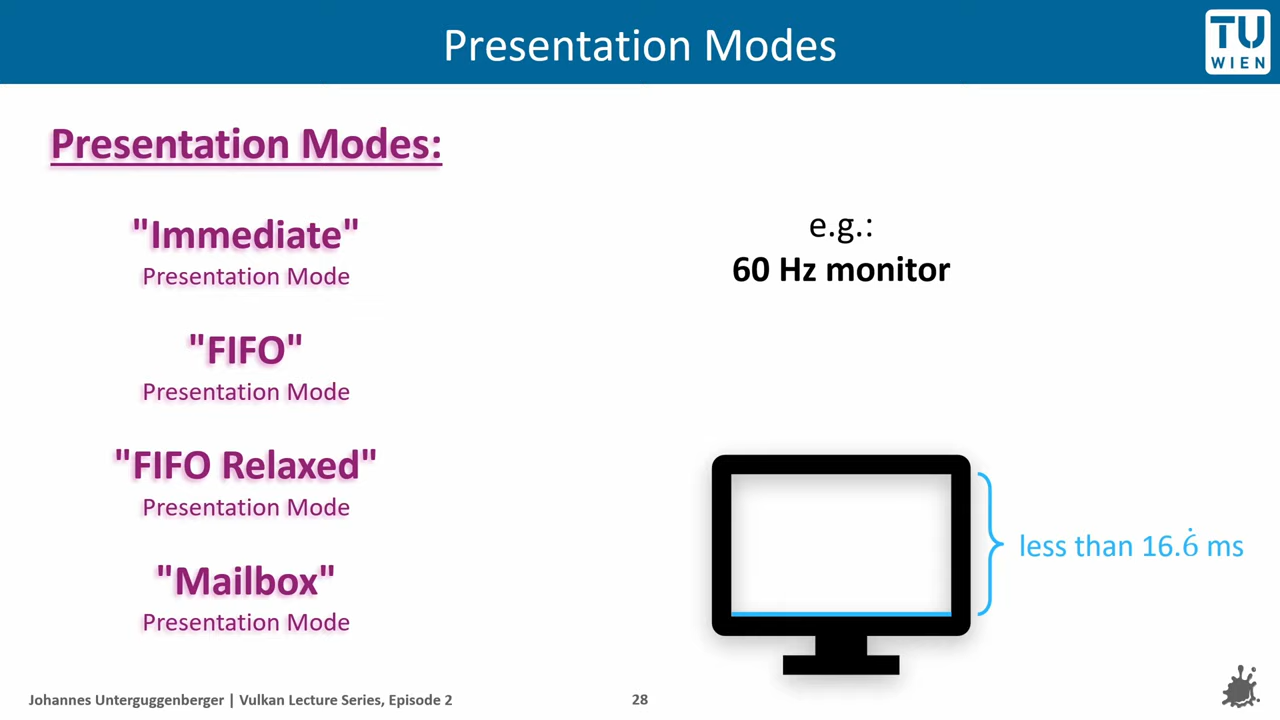 Presentation Modes
TU
WIEN
Presentation Modes:
"Immediate"
Presentation Mode
"FIFO"
Presentation Mode
"FIFO Relaxed"
Presentation Mode
"Mailbox"
Presentation Mode
e.g.:
60 Hz monitor
less than 16.6̇ ms
Johannes Unterguggenberger | Vulkan Lecture Series, Episode 2
28